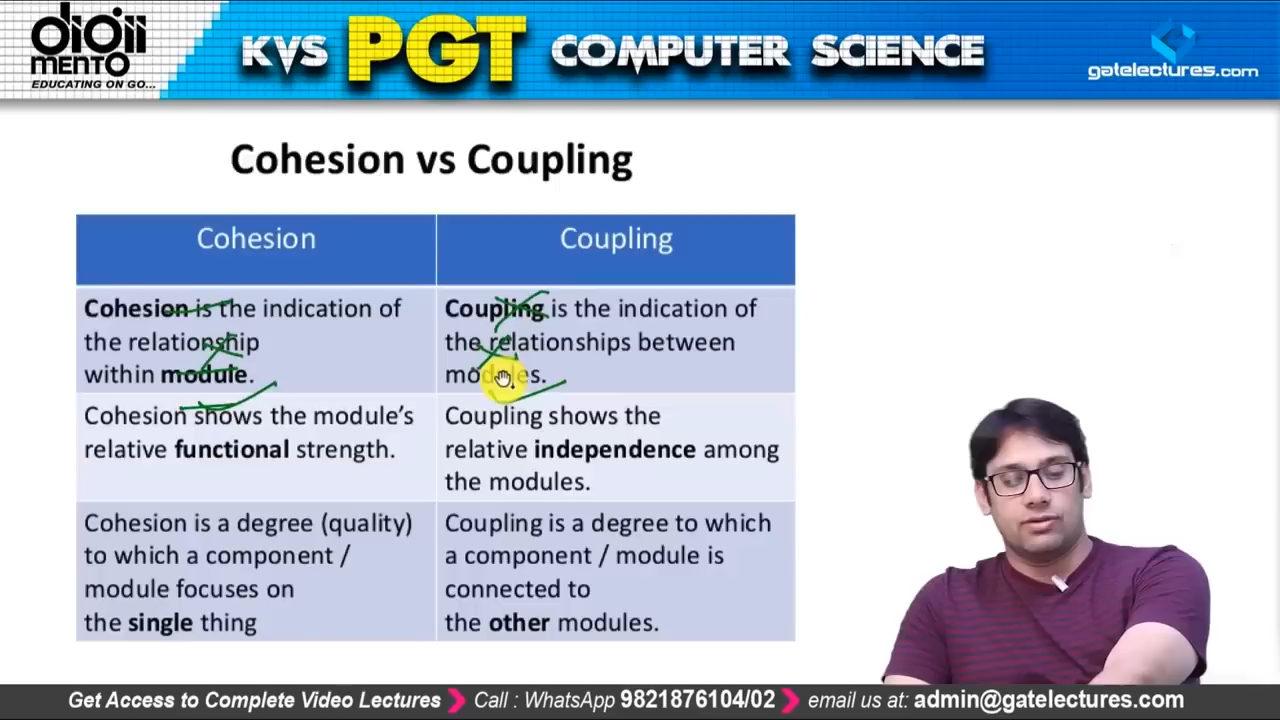 digii
MENTO
EDUCATING ON GO...
KVS PGT COMPUTER SCIENCE
gatelectures.com
Cohesion vs Coupling
Cohesion
Coupling
Cohesion is the indication of
the relationship
within module.
Coupling is the indication of
the relationships between
modules.
Cohesion shows the module's
relative functional strength.
Coupling shows the
relative independence among
the modules.
Cohesion is a degree (quality)
to which a component /
module focuses on
the single thing
Coupling is a degree to which
a component / module is
connected to
the other modules.
Get Access to Complete Video Lectures Call : WhatsApp 9821876104/02 email us at: admin@gatelectures.com